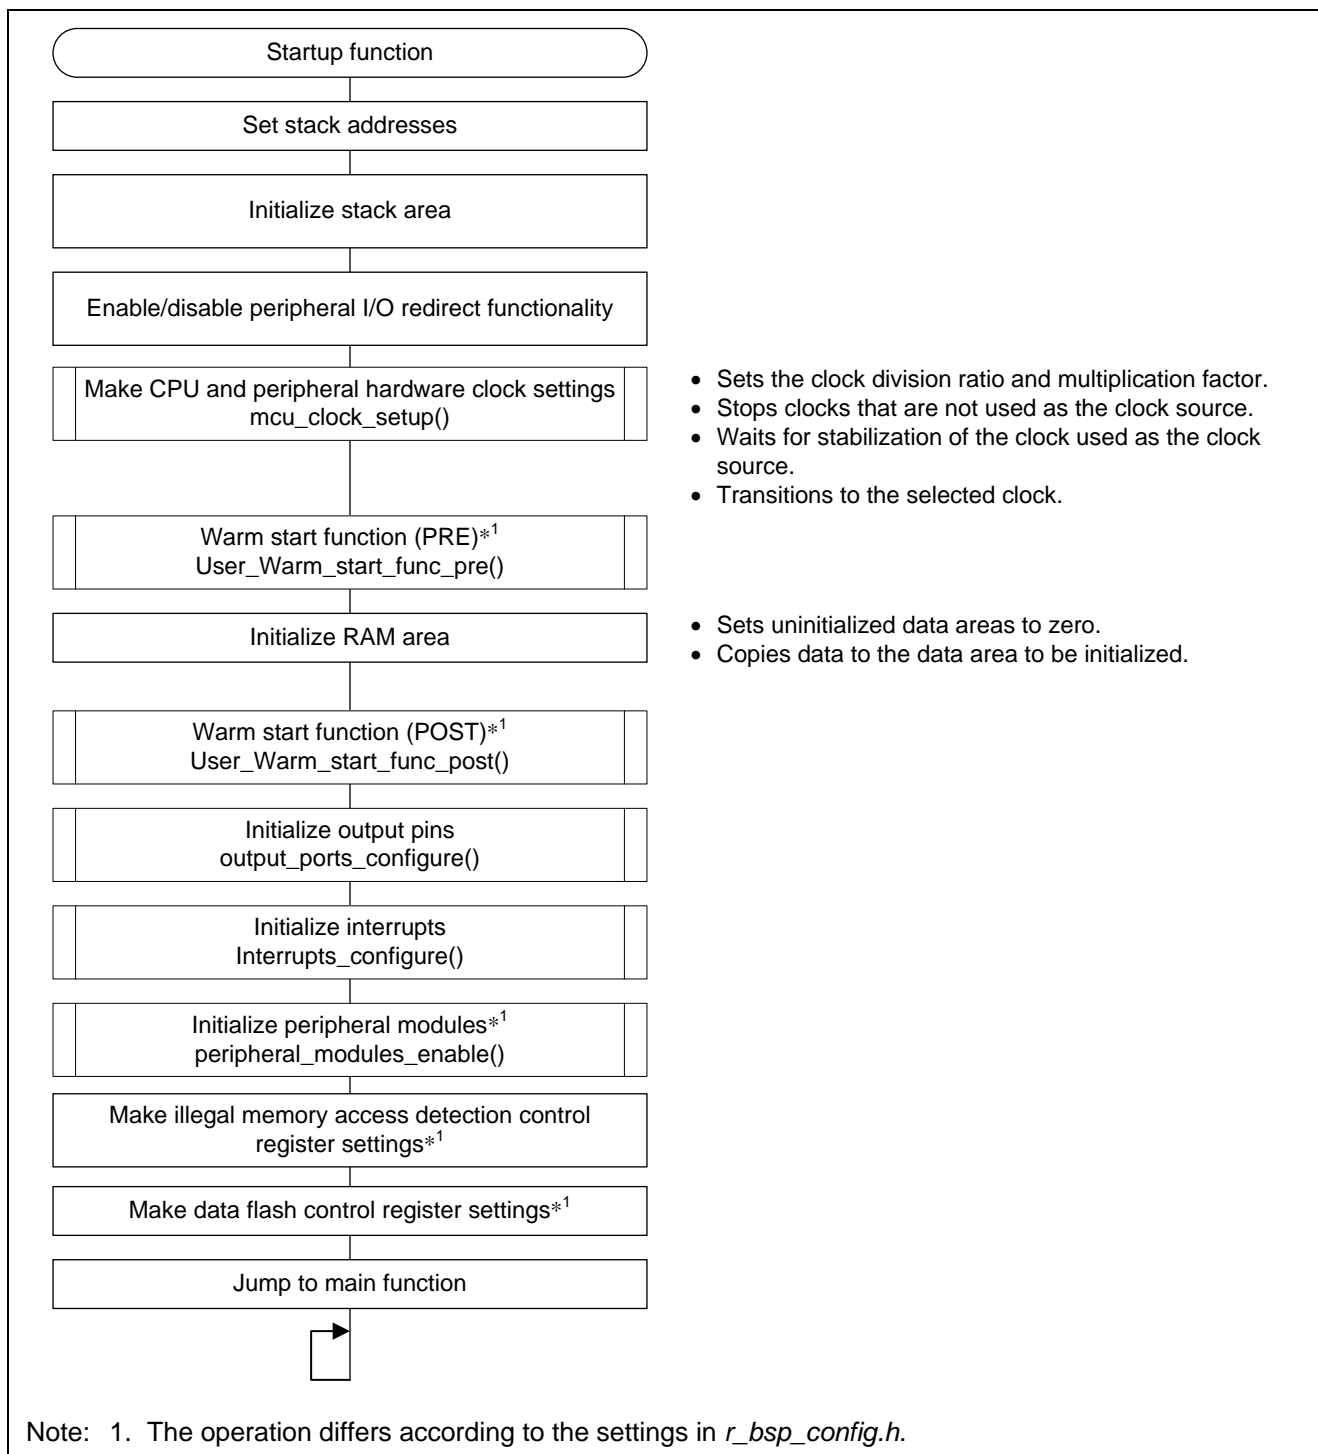 Startup function
Set stack addresses
Initialize stack area
Enable/disable peripheral I/O redirect functionality
Make CPU and peripheral hardware clock settings
mcu_clock_setup()
• Sets the clock division ratio and multiplication factor.
• Stops clocks that are not used as the clock source.
• Waits for stabilization of the clock used as the clock
source.
• Transitions to the selected clock.
Warm start function (PRE)*1
User_Warm_start_func_pre()
Initialize RAM area
• Sets uninitialized data areas to zero.
• Copies data to the data area to be initialized.
Warm start function (POST)*1
User_Warm_start_func_post()
Initialize output pins
output_ports_configure()
Initialize interrupts
Interrupts_configure()
Initialize peripheral modules*1
peripheral_modules_enable()
Make illegal memory access detection control
register settings*1
Make data flash control register settings*1
Jump to main function
Note: 1. The operation differs according to the settings in r_bsp_config.h.